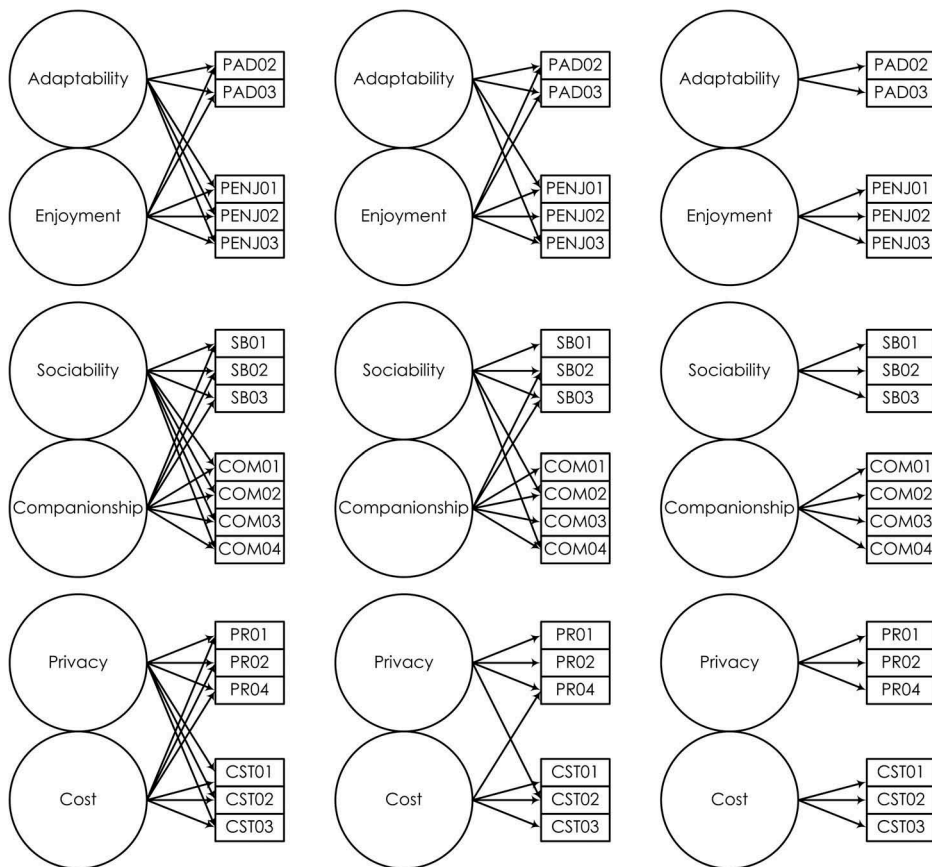 Adaptability
PAD02
PAD03
Enjoyment
PENJ01
PENJ02
PENJ03
Sociability
SB01
SB02
SB03
Companionship
COM01
COM02
COM03
COM04
Privacy
PR01
PR02
PR04
Cost
CST01
CST02
CST03
Adaptability
PAD02
PAD03
Enjoyment
PENJ01
PENJ02
PENJ03
Sociability
SB01
SB02
SB03
Companionship
COM01
COM02
COM03
COM04
Privacy
PR01
PR02
PR04
Cost
CST01
CST02
CST03
Adaptability
PAD02
PAD03
Enjoyment
PENJ01
PENJ02
PENJ03
Sociability
SB01
SB02
SB03
Companionship
COM01
COM02
COM03
COM04
Privacy
PR01
PR02
PR04
Cost
CST01
CST02
CST03